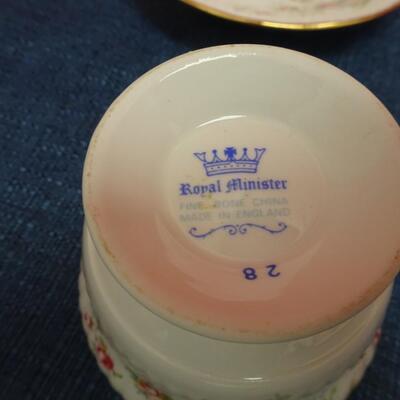 Royal Minister
FINE BONE CHINA
MADE IN ENGLAND
28